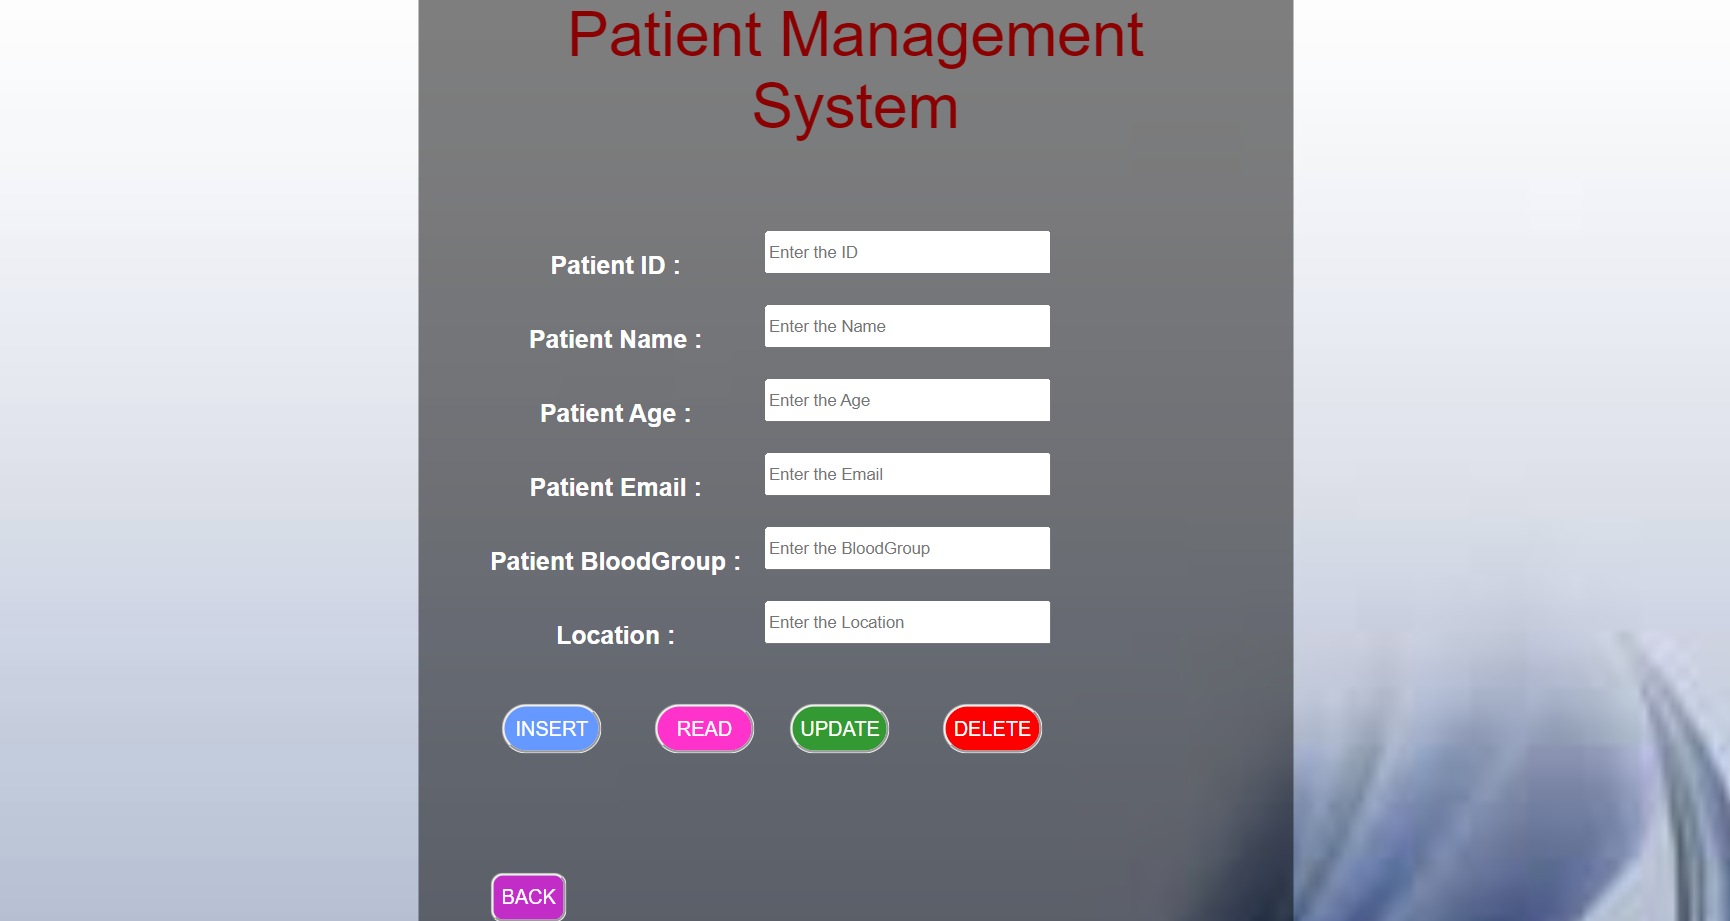 Patient Management
System
Patient ID : Enter the ID
Patient Name : Enter the Name
Patient Age : Enter the Age
Patient Email : Enter the Email
Patient BloodGroup : Enter the BloodGroup
Location : Enter the Location
INSERT READ UPDATE DELETE
BACK